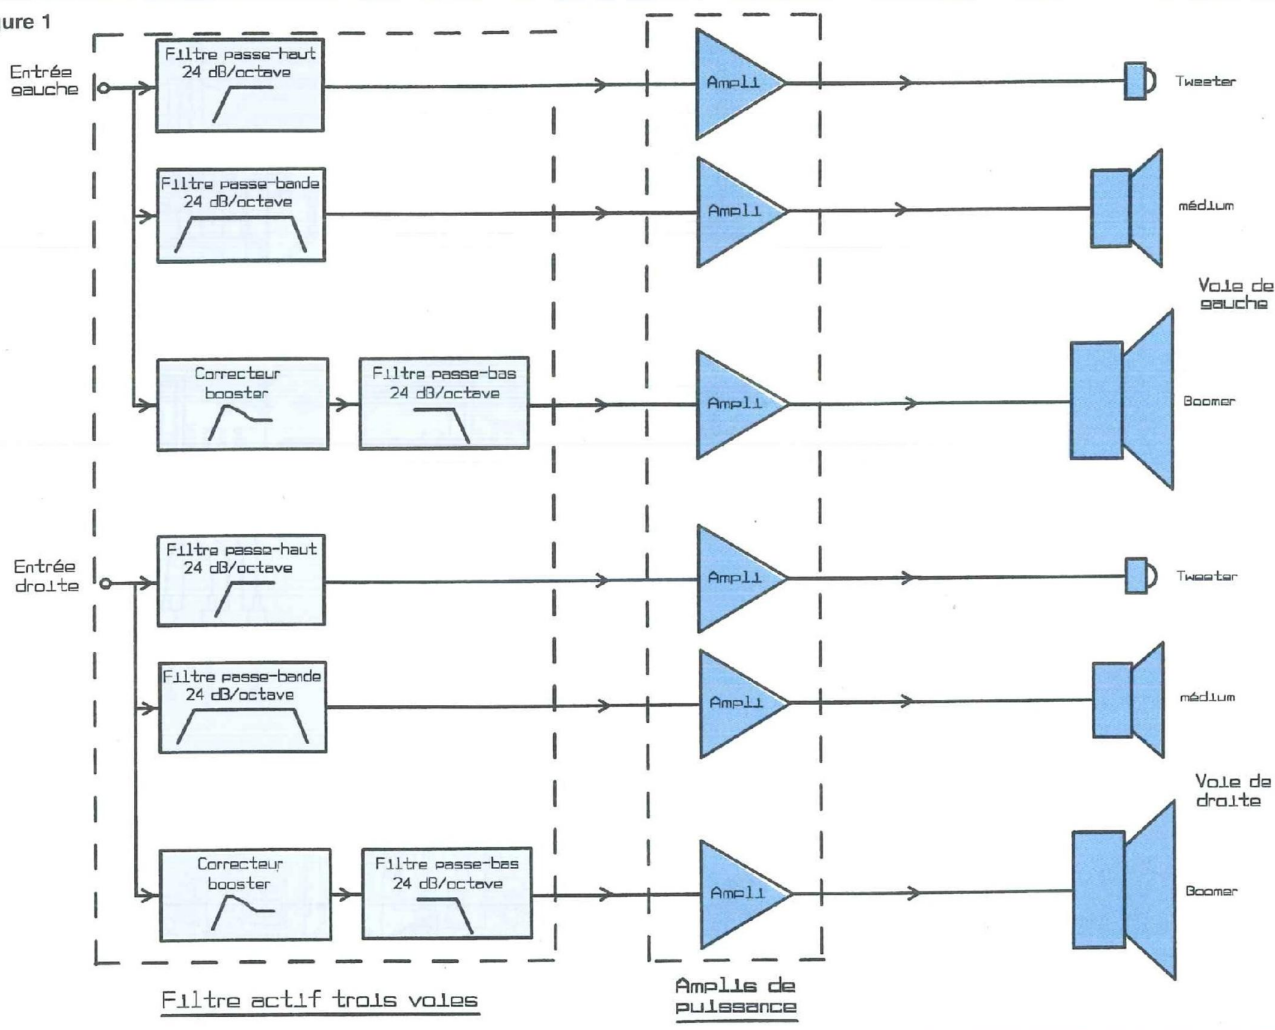 ure 1
Entrée
gauche
Filtre passe-haut
24 dB/octave
Ampli
Tweeter
Filtre passe-bande
24 dB/octave
Ampli
médium
Voie de
gauche
Correcteur
booster
Filtre passe-bas
24 dB/octave
Ampli
Boomer
Entrée
droite
Filtre passe-haut
24 dB/octave
Ampli
Tweeter
Filtre passe-bande
24 dB/octave
Ampli
médium
Voie de
droite
Correcteur
booster
Filtre passe-bas
24 dB/octave
Ampli
Boomer
Filtre actif trois voies
Amplis de
puissance